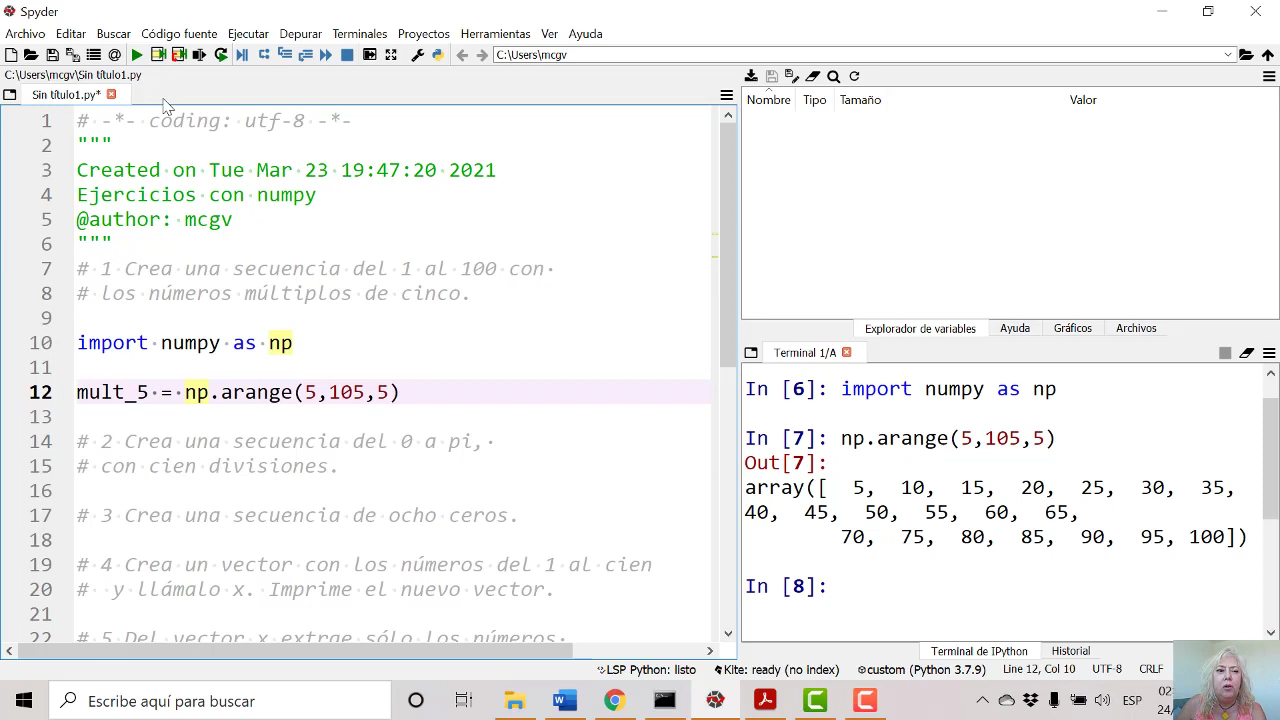 Spyder
Archivo Editar Buscar Código fuente Ejecutar Depurar Terminales Proyectos Herramientas Ver Ayuda
C:\Users\mcgv
C:\Users\mcgv\Sin título1.py
Sin título1.py*
1 # -*- coding: utf-8 -*-
2 """
3 Created on Tue Mar 23 19:47:20 2021
4 Ejercicios con numpy
5 @author: mcgv
6 """
7 # 1 Crea una secuencia del 1 al 100 con
8 # los números múltiplos de cinco.
9
10 import numpy as np
11
12 mult_5 = np.arange(5,105,5)
13
14 # 2 Crea una secuencia del 0 a pi,
15 # con cien divisiones.
16
17 # 3 Crea una secuencia de ocho ceros.
18
19 # 4 Crea un vector con los números del 1 al cien
20 # y llámalo x. Imprime el nuevo vector.
21
22 # 5 Del vector x extrae sólo los números
Nombre Tipo Tamaño Valor
Explorador de variables Ayuda Gráficos Archivos
Terminal 1/A
In [6]: import numpy as np
In [7]: np.arange(5,105,5)
Out[7]:
array([ 5, 10, 15, 20, 25, 30, 35,
40, 45, 50, 55, 60, 65,
70, 75, 80, 85, 90, 95, 100])
In [8]:
Terminal de IPython Historial
LSP Python: listo Kite: ready (no index) custom (Python 3.7.9) Line 12, Col 10 UTF-8 CRLF
Escribe aquí para buscar
ESP
02:
24/